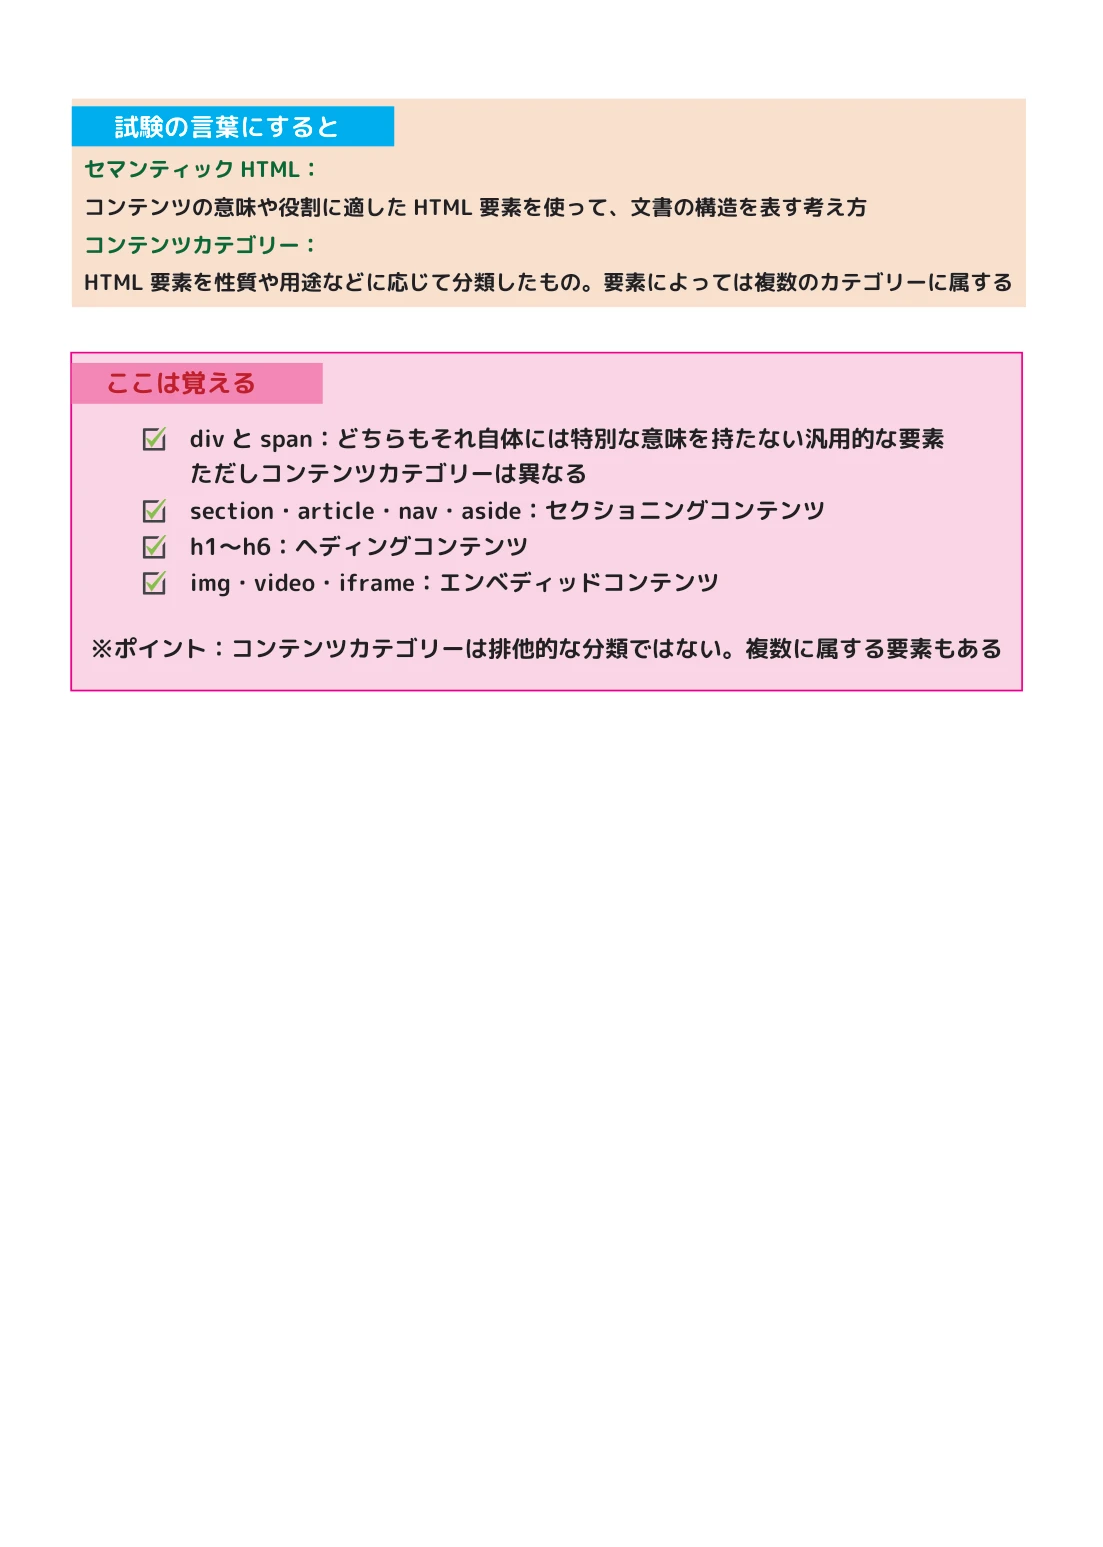 試験の言葉にすると
セマンティック HTML：
コンテンツの意味や役割に適した HTML 要素を使って、文書の構造を表す考え方
コンテンツカテゴリー：
HTML 要素を性質や用途などに応じて分類したもの。要素によっては複数のカテゴリーに属する
ここは覚える
div と span：どちらもそれ自体には特別な意味を持たない汎用的な要素
ただしコンテンツカテゴリーは異なる
section・article・nav・aside：セクショニングコンテンツ
h1〜h6：ヘディングコンテンツ
img・video・iframe：エンベディッドコンテンツ
※ポイント：コンテンツカテゴリーは排他的な分類ではない。複数に属する要素もある